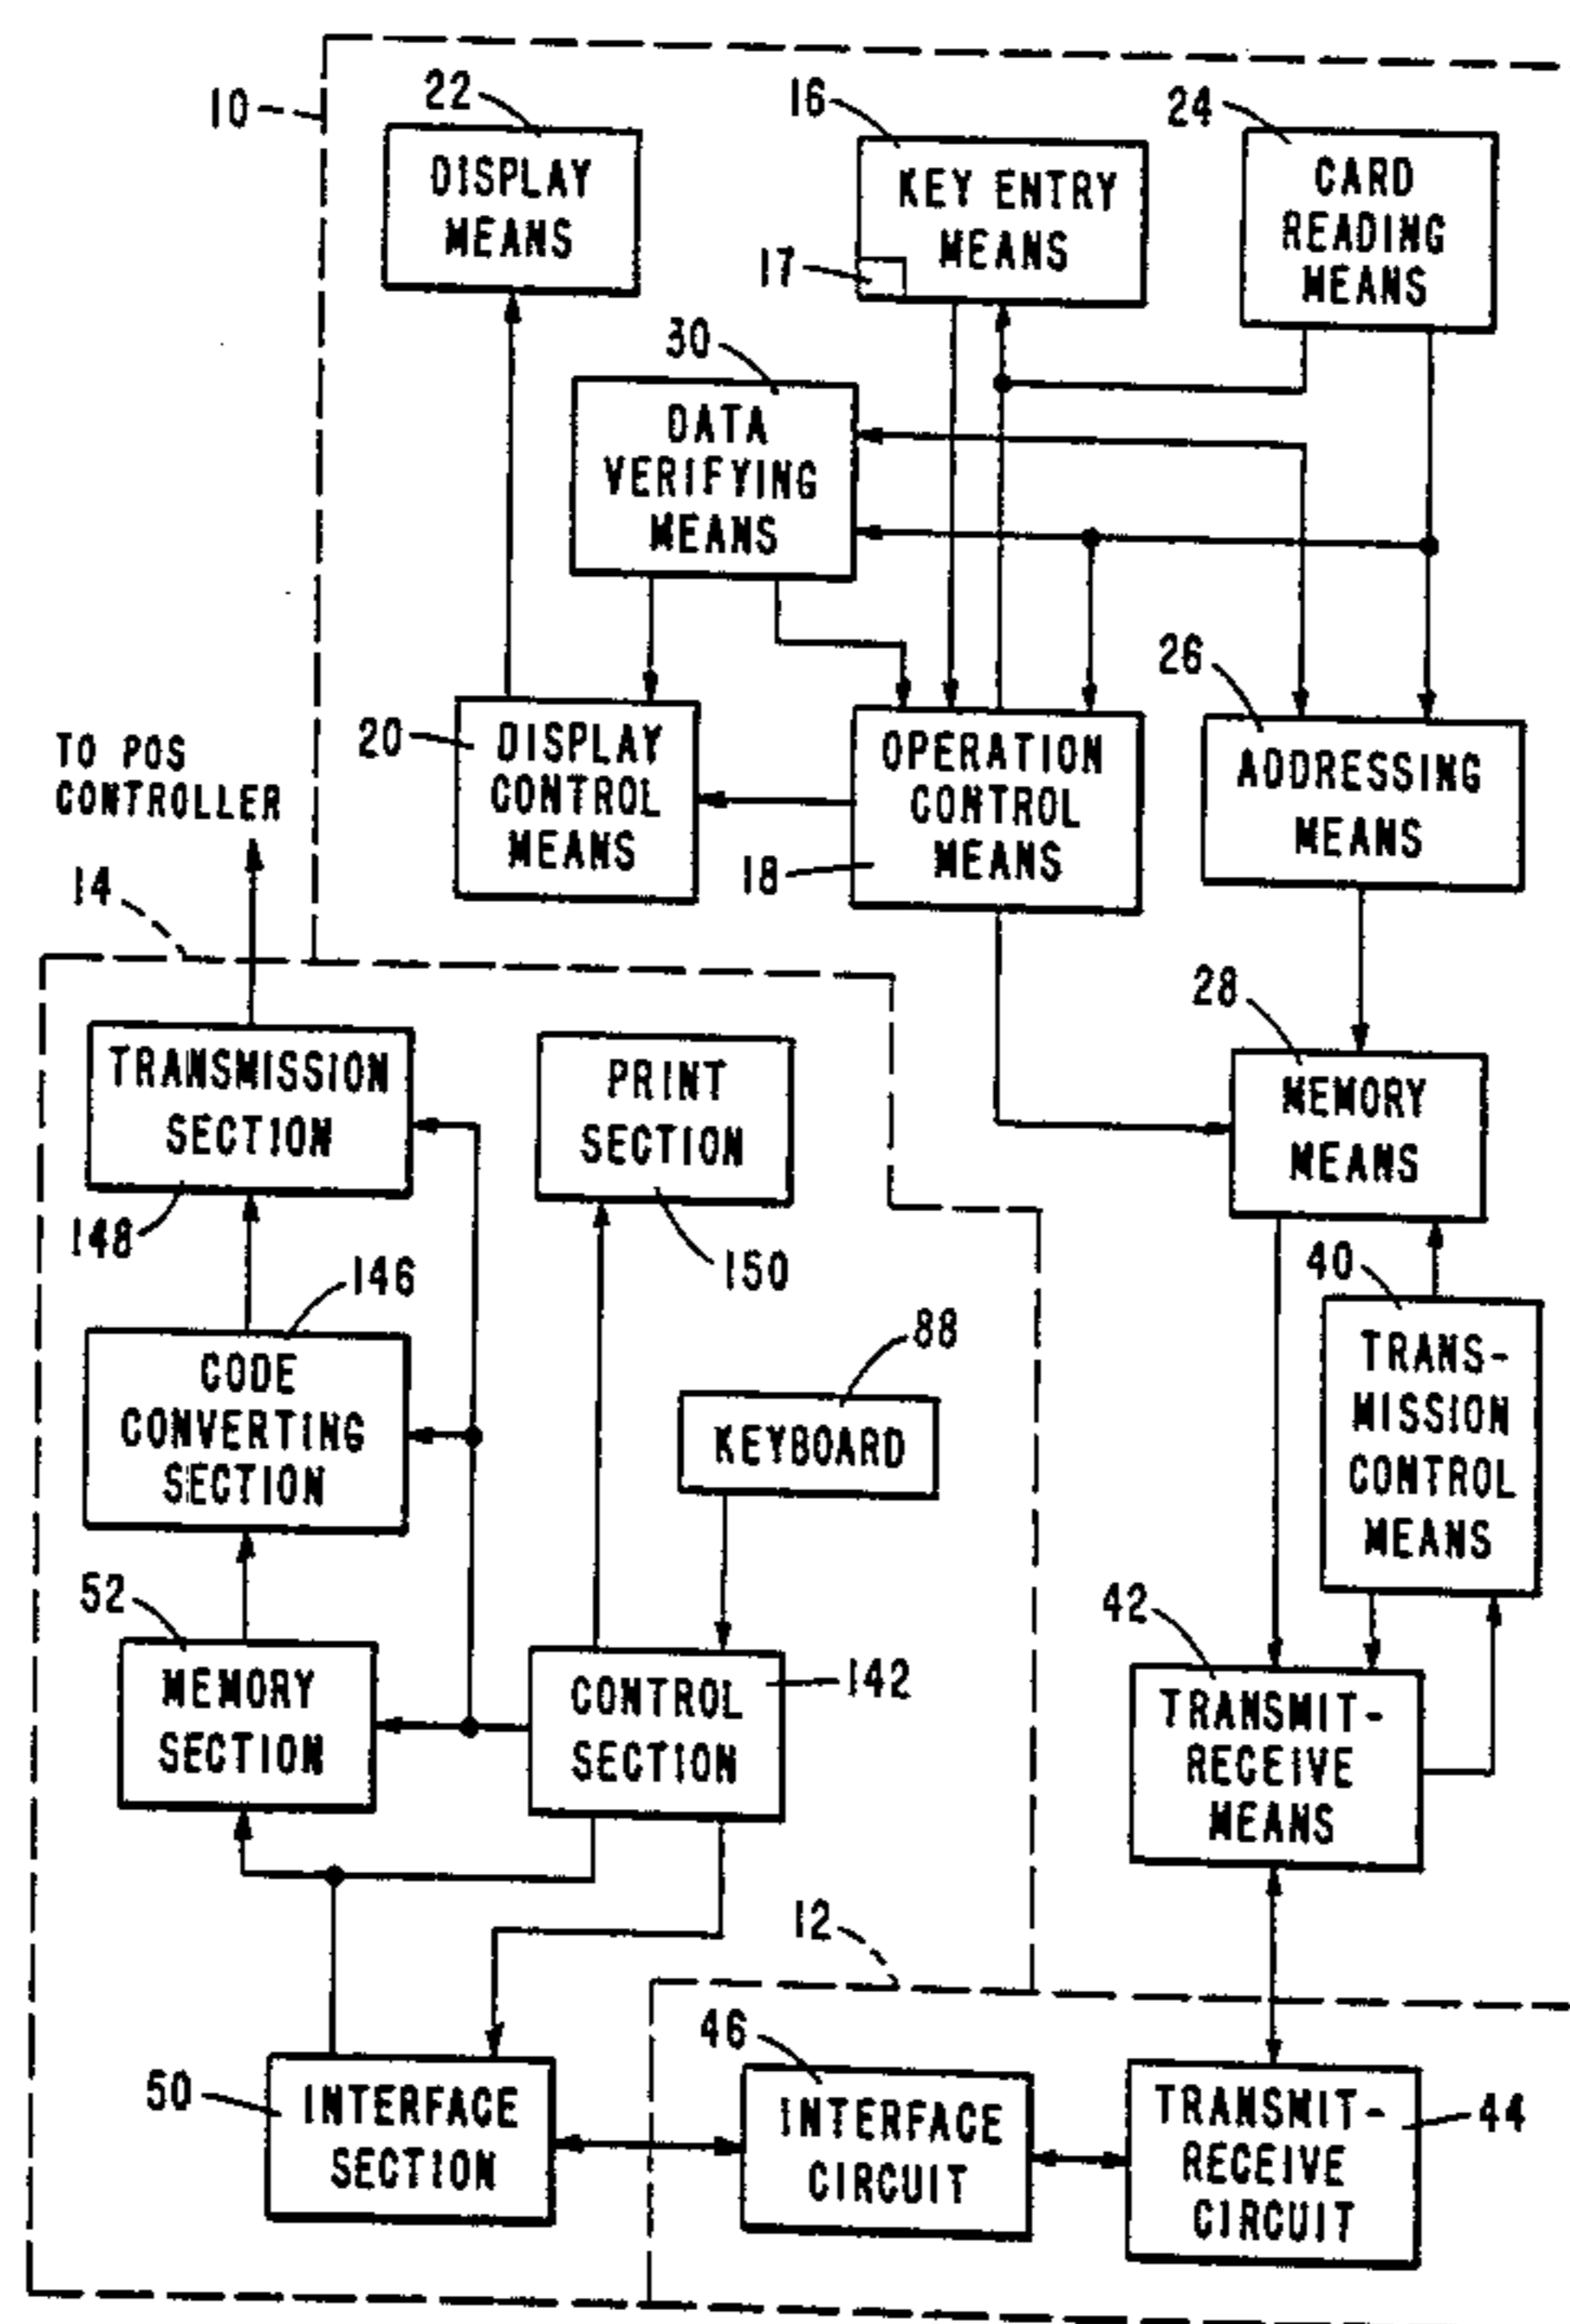 10
22
DISPLAY
MEANS
16
KEY ENTRY
MEANS
17
24
CARD
READING
MEANS
30
DATA
VERIFYING
MEANS
20
DISPLAY
CONTROL
MEANS
OPERATION
CONTROL
MEANS
18
26
ADDRESSING
MEANS
TO POS
CONTROLLER
14
TRANSMISSION
SECTION
148
PRINT
SECTION
150
28
MEMORY
MEANS
146
CODE
CONVERTING
SECTION
88
KEYBOARD
40
TRANS-
MISSION
CONTROL
MEANS
52
MEMORY
SECTION
CONTROL
SECTION
142
42
TRANSMIT-
RECEIVE
MEANS
12
50
INTERFACE
SECTION
46
INTERFACE
CIRCUIT
TRANSMIT-
RECEIVE
CIRCUIT
44